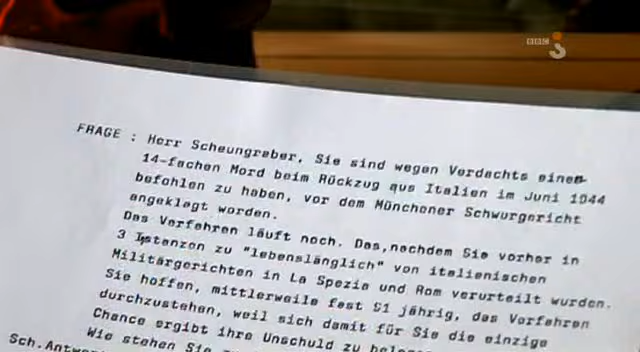 BBC i
FRAGE : Herr Scheungraber, Sie sind wegen Verdachts einen
14-fachen Mord beim Rückzug aus Italien im Juni 1944
befohlen zu haben, vor dem Münchener Schwurgericht
angeklagt worden.
Das Verfahren läuft noch. Das,nachdem Sie vorher in
3 Instanzen zu "lebenslänglich" von italienischen
Militärgerichten in La Spezia und Rom verurteilt wurden.
Sie hoffen, mittlerweile fast 91 jährig, das Verfahren
durchzustehen, weil sich damit für Sie die einzige
Chance ergibt ihre Unschuld zu
Wie stehen Sie
Sch.Antw